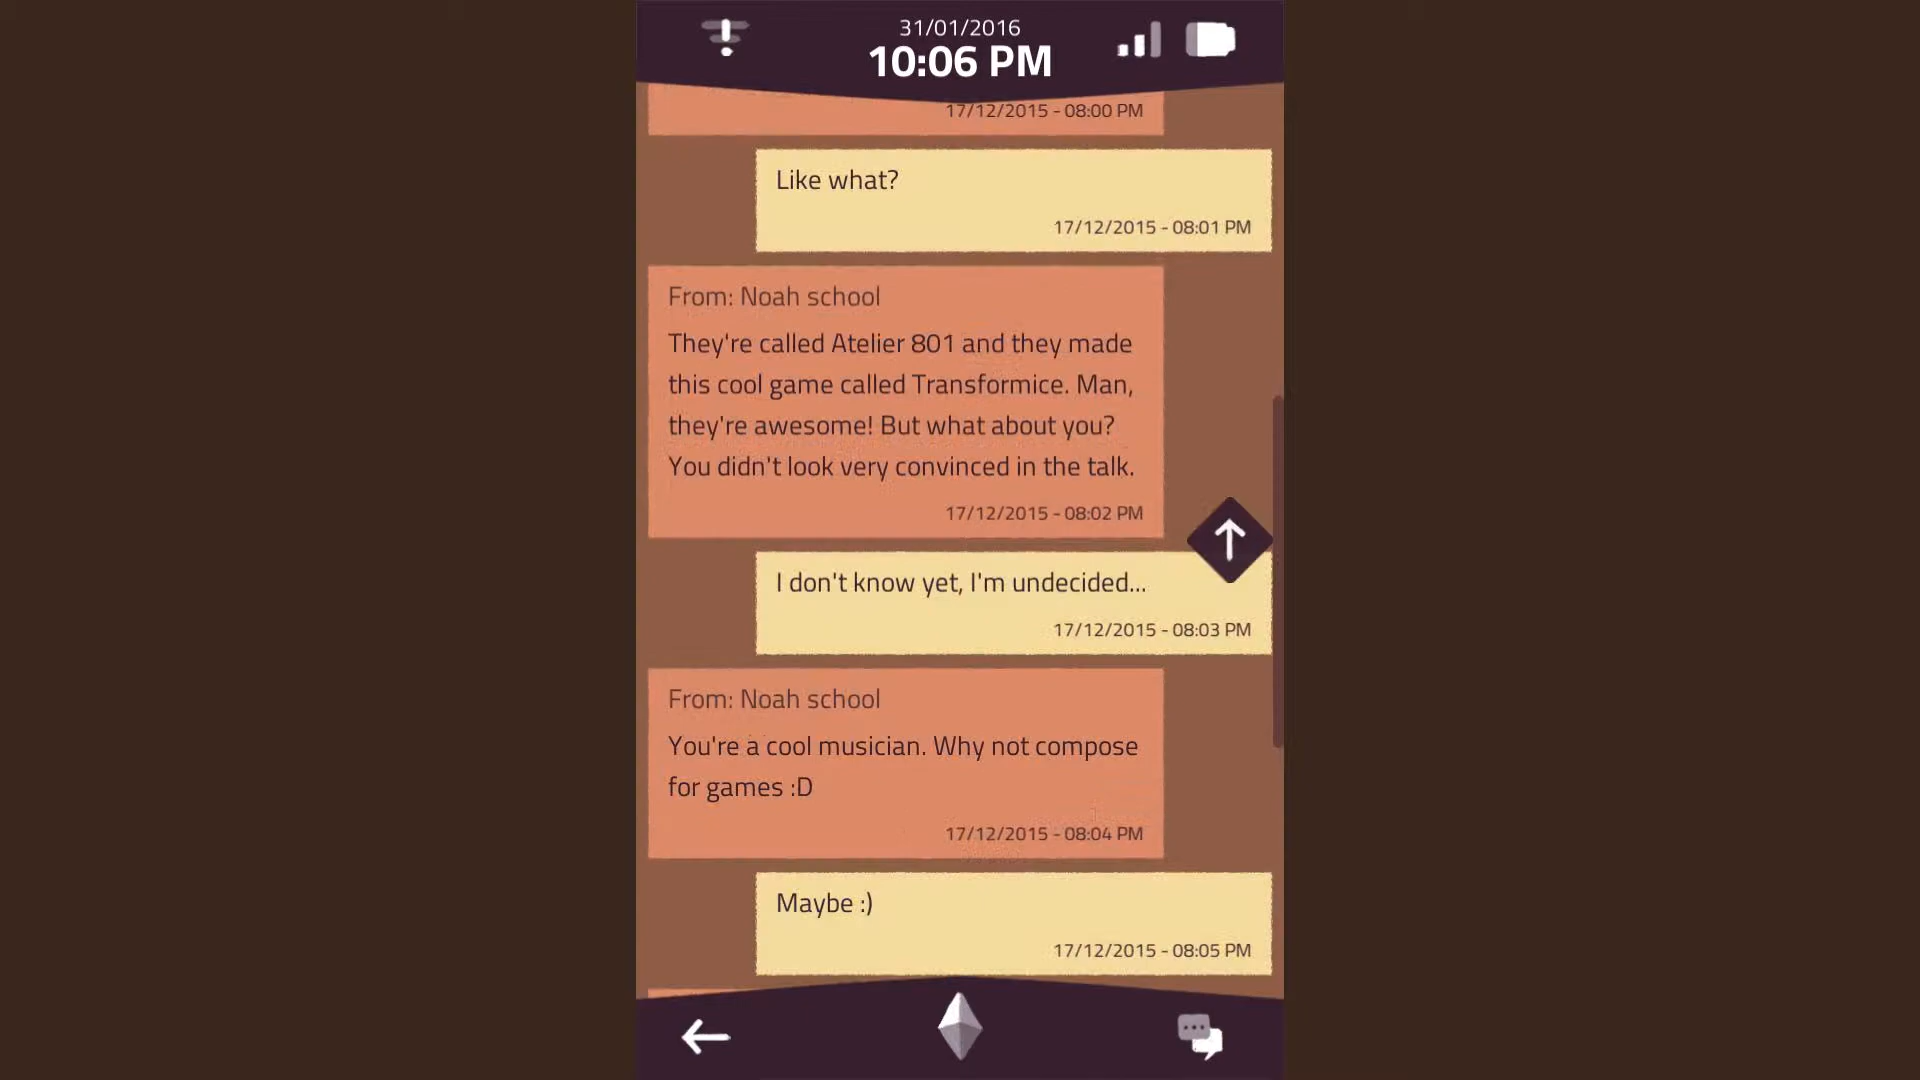 31/01/2016
10:06 PM
17/12/2015 - 08:00 PM
Like what?
17/12/2015 - 08:01 PM
From: Noah school
They're called Atelier 801 and they made
this cool game called Transformice. Man,
they're awesome! But what about you?
You didn't look very convinced in the talk.
17/12/2015 - 08:02 PM
I don't know yet, I'm undecided...
17/12/2015 - 08:03 PM
From: Noah school
You're a cool musician. Why not compose
for games :D
17/12/2015 - 08:04 PM
Maybe :)
17/12/2015 - 08:05 PM